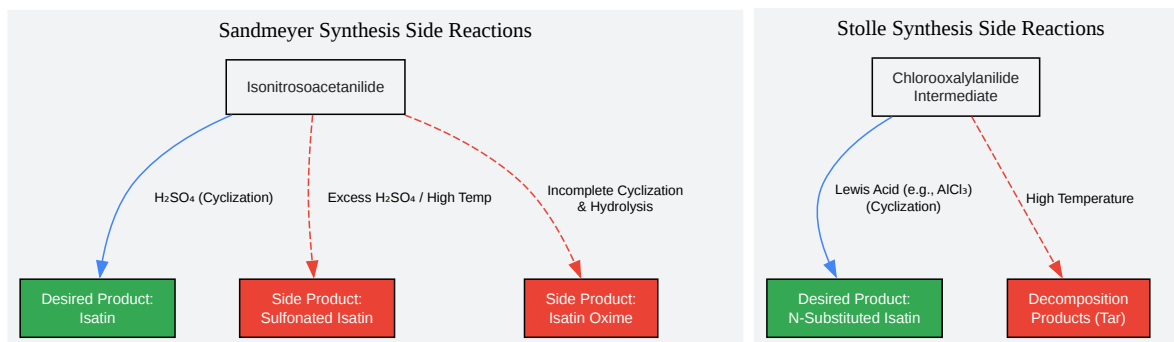 Sandmeyer Synthesis Side Reactions
Isonitrosoacetanilide
H₂SO₄ (Cyclization)
Excess H₂SO₄ / High Temp
Incomplete Cyclization
& Hydrolysis
Desired Product:
Isatin
Side Product:
Sulfonated Isatin
Side Product:
Isatin Oxime
Stolle Synthesis Side Reactions
Chlorooxalylanilide
Intermediate
Lewis Acid (e.g., AlCl₃)
(Cyclization)
High Temperature
Desired Product:
N-Substituted Isatin
Decomposition
Products (Tar)